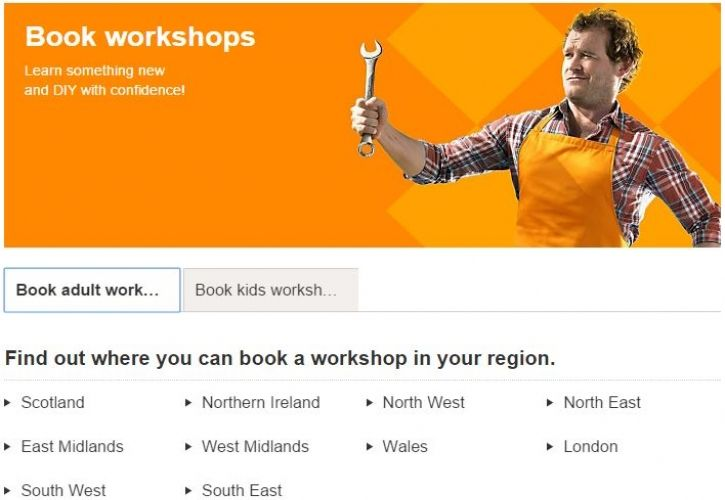 Book workshops
Learn something new
and DIY with confidence!
Book adult work...
Book kids worksh...
Find out where you can book a workshop in your region.
Scotland
Northern Ireland
North West
North East
East Midlands
West Midlands
Wales
London
South West
South East